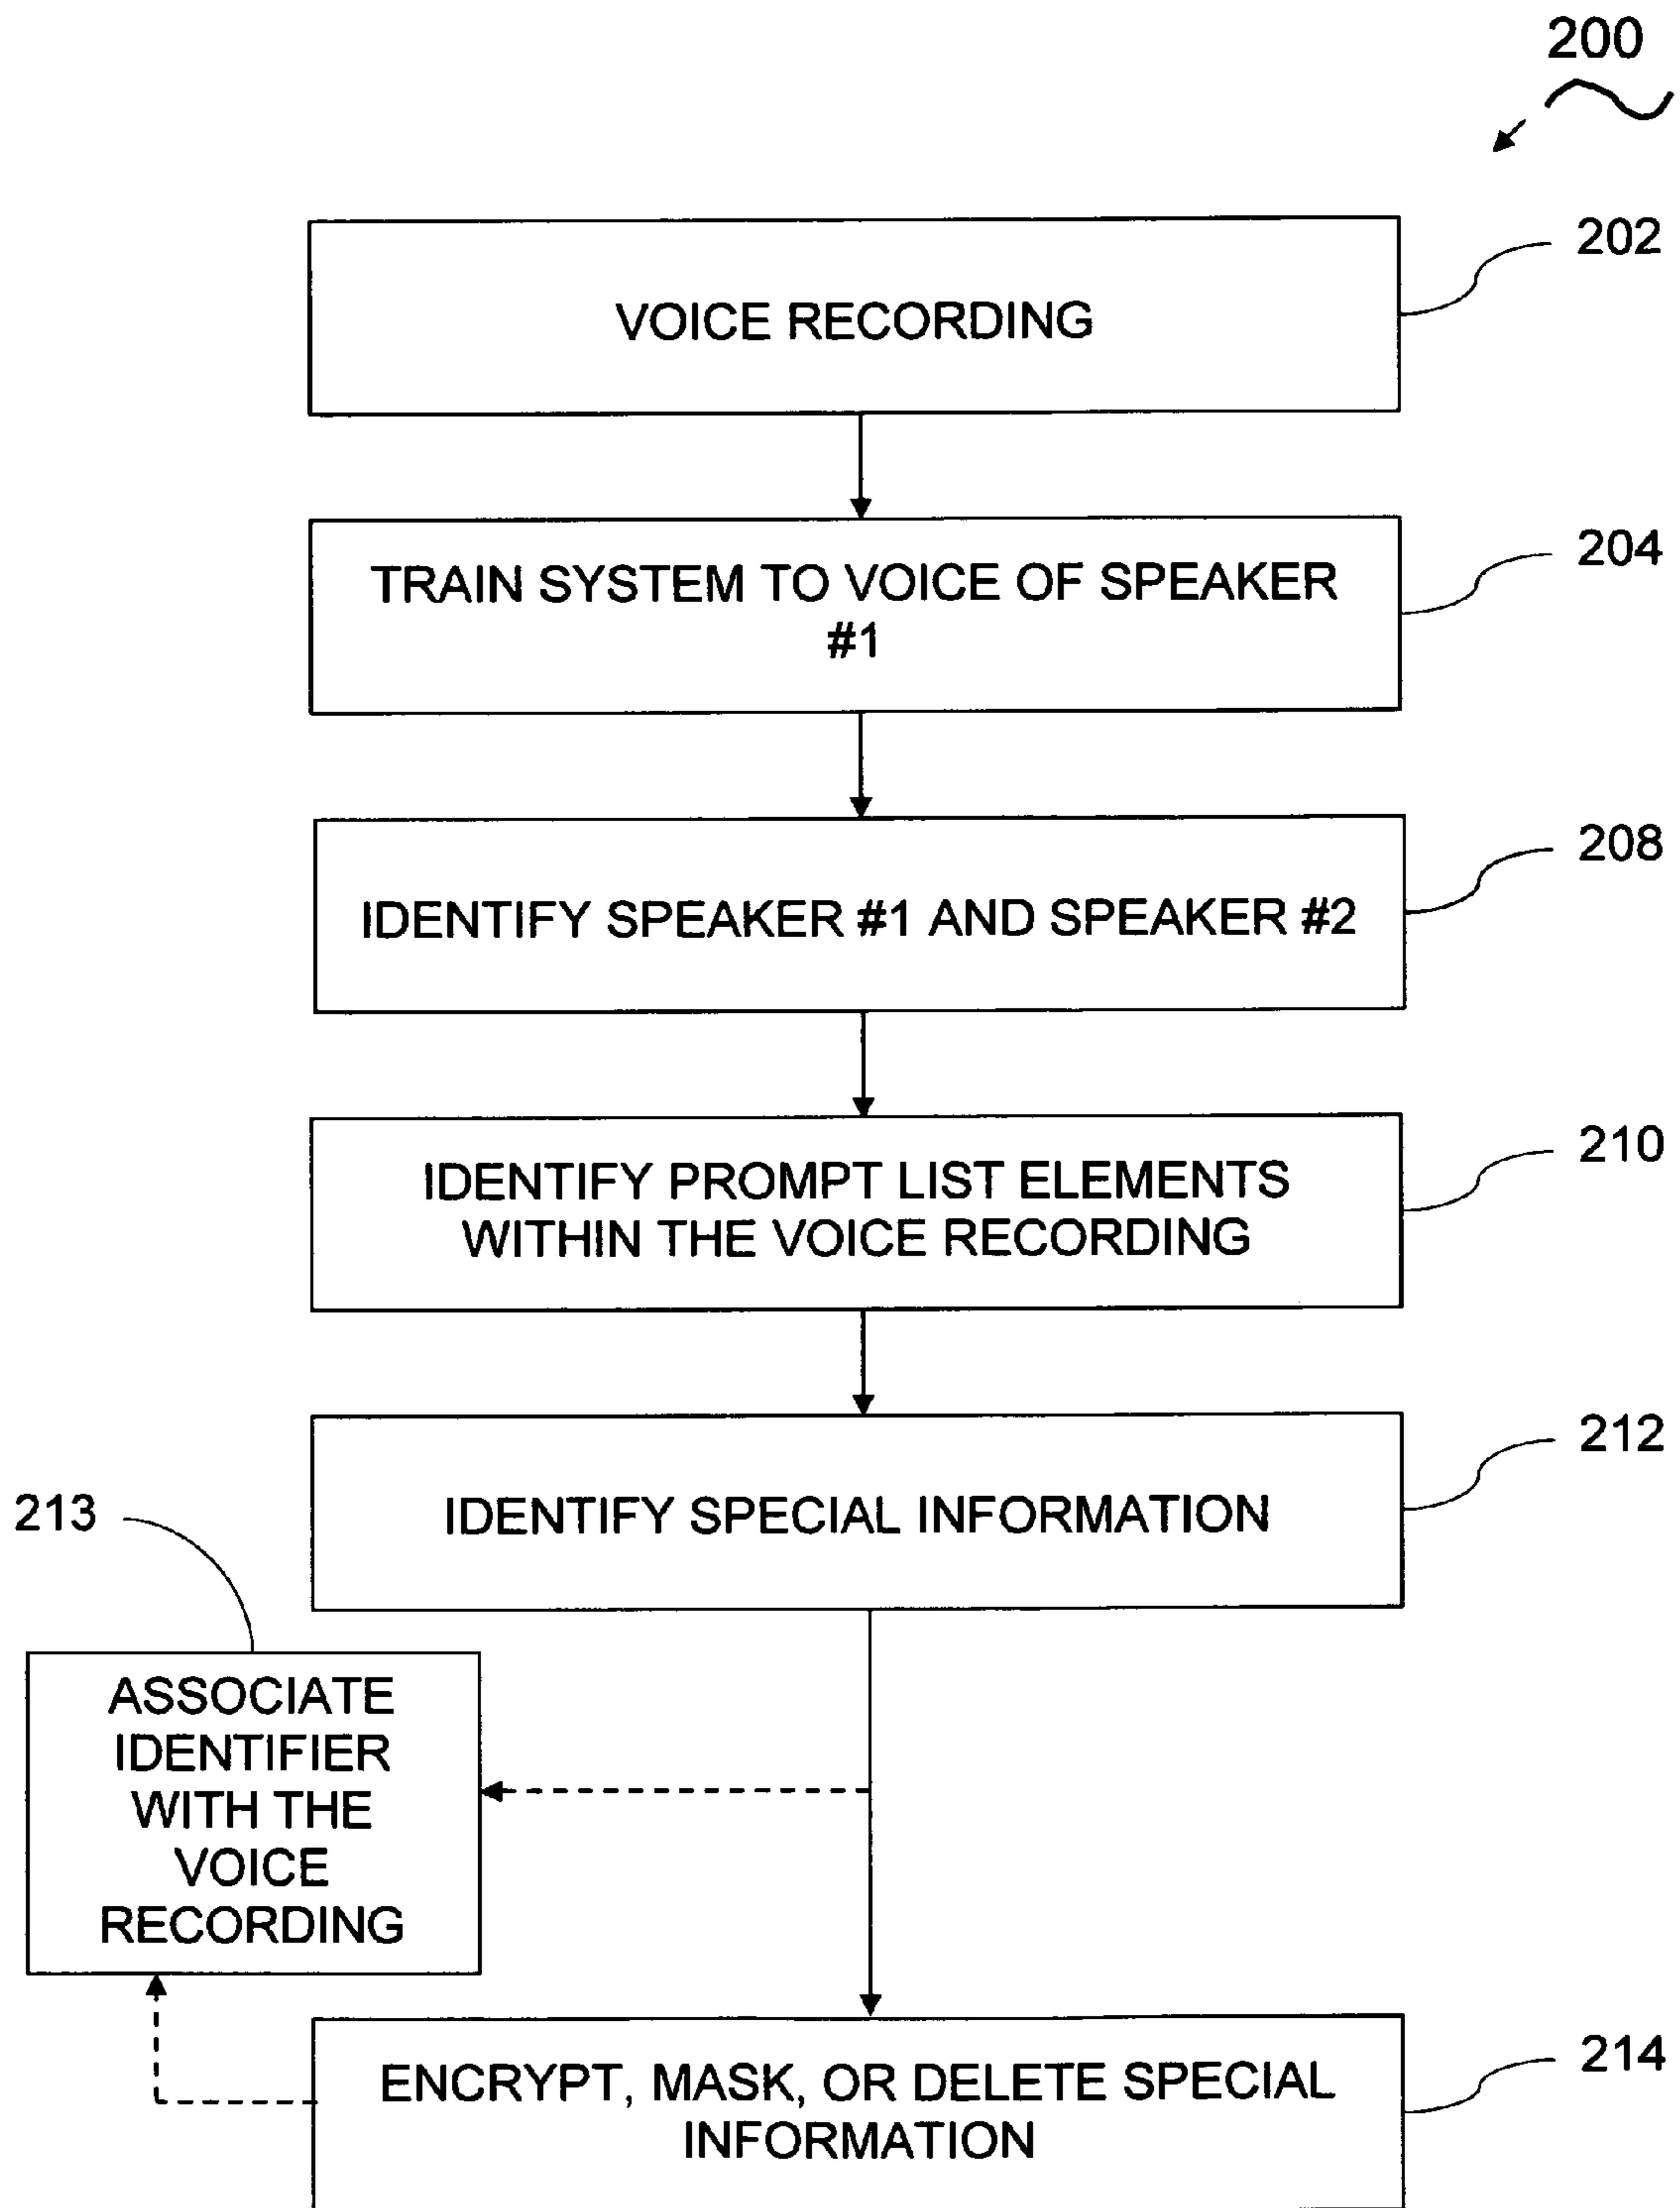 200
VOICE RECORDING
202
TRAIN SYSTEM TO VOICE OF SPEAKER
#1
204
IDENTIFY SPEAKER #1 AND SPEAKER #2
208
IDENTIFY PROMPT LIST ELEMENTS
WITHIN THE VOICE RECORDING
210
IDENTIFY SPECIAL INFORMATION
212
213
ASSOCIATE
IDENTIFIER
WITH THE
VOICE
RECORDING
ENCRYPT, MASK, OR DELETE SPECIAL
INFORMATION
214